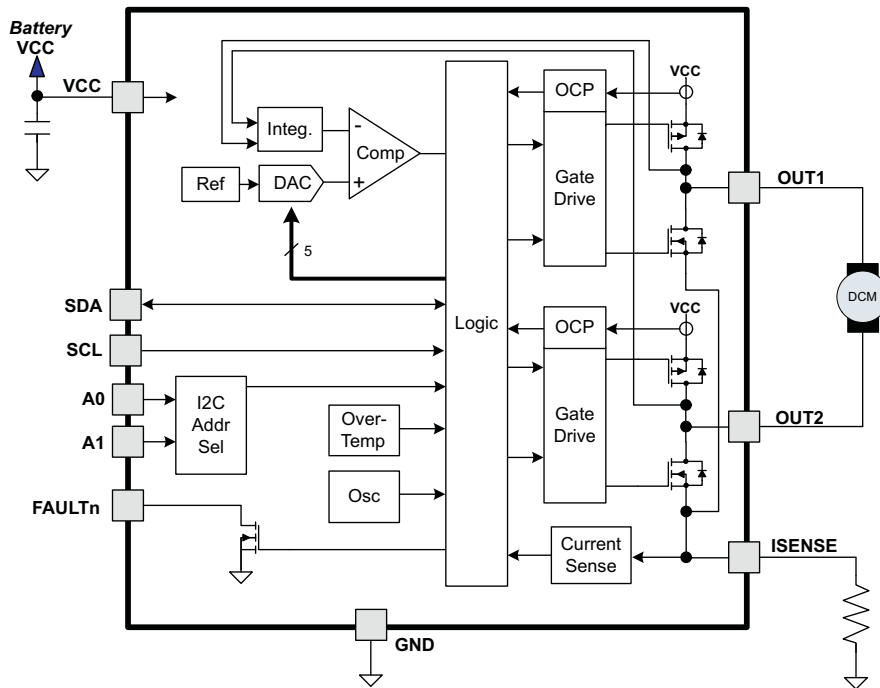 Battery
VCC
VCC
Integ.
-
Comp
+
Ref
DAC
5
Logic
OCP
Gate
Drive
VCC
OUT1
DCM
SDA
SCL
A0
A1
I2C
Addr
Sel
Over-
Temp
Osc
FAULTn
OCP
Gate
Drive
VCC
OUT2
Current
Sense
ISENSE
GND